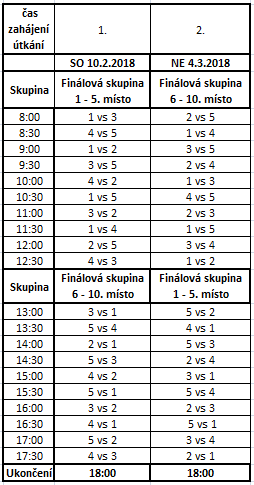 čas zahájení útkání 1. 2.
SO 10.2.2018 NE 4.3.2018
Skupina Finálová skupina 1 - 5. místo Finálová skupina 6 - 10. místo
8:00 1 vs 3 2 vs 5
8:30 4 vs 5 1 vs 4
9:00 1 vs 2 3 vs 5
9:30 3 vs 5 2 vs 4
10:00 4 vs 2 1 vs 3
10:30 1 vs 5 4 vs 5
11:00 3 vs 2 2 vs 3
11:30 1 vs 4 1 vs 5
12:00 2 vs 5 3 vs 4
12:30 4 vs 3 1 vs 2
Skupina Finálová skupina 6 - 10. místo Finálová skupina 1 - 5. místo
13:00 3 vs 1 5 vs 2
13:30 5 vs 4 4 vs 1
14:00 2 vs 1 5 vs 3
14:30 5 vs 3 2 vs 4
15:00 4 vs 2 3 vs 1
15:30 5 vs 1 5 vs 4
16:00 3 vs 2 2 vs 3
16:30 4 vs 1 5 vs 1
17:00 5 vs 2 3 vs 4
17:30 4 vs 3 2 vs 1
Ukončení 18:00 18:00